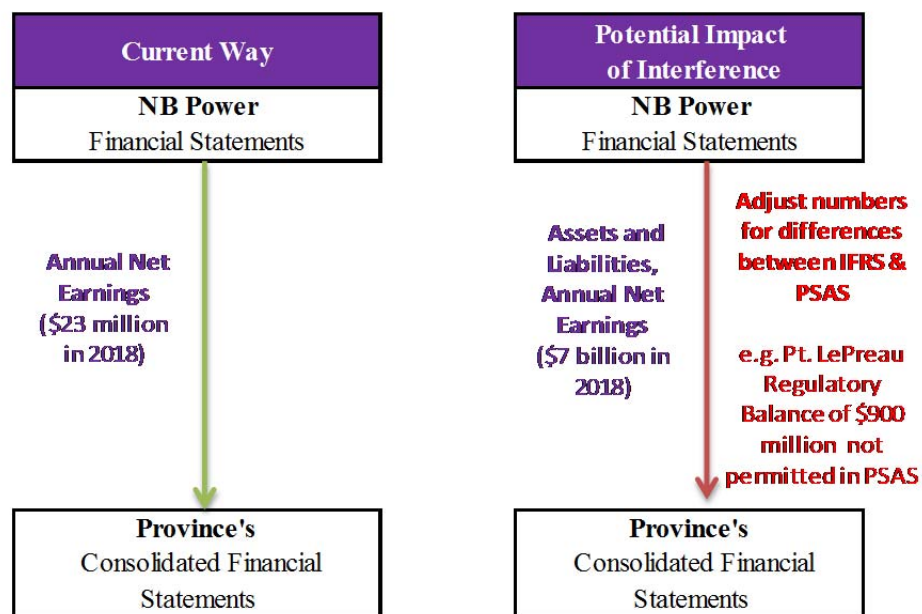 Current Way
NB Power
Financial Statements
Annual Net
Earnings
($23 million
in 2018)
Province's
Consolidated Financial
Statements
Potential Impact
of Interference
NB Power
Financial Statements
Assets and
Liabilities,
Annual Net
Earnings
($7 billion in
2018)
Adjust numbers
for differences
between IFRS &
PSAS
e.g. Pt. LePreau
Regulatory
Balance of $900
million not
permitted in PSAS
Province's
Consolidated Financial
Statements